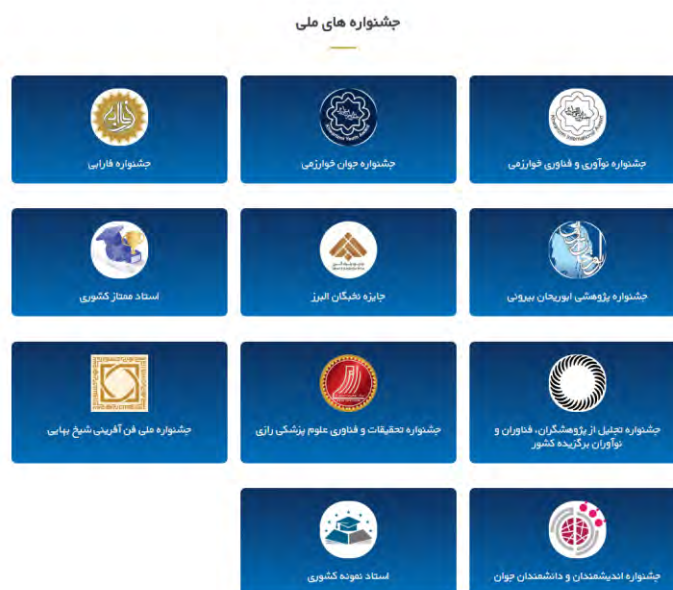 جشنواره های ملی
جشنواره نوآوری و فناوری خوارزمی
جشنواره جوان خوارزمی
جشنواره فارابی
جشنواره پژوهشی ابوریحان بیرونی
جایزه نخبگان البرز
استاد ممتاز کشوری
جشنواره تجلیل از پژوهشگران، فناوران و
نوآوران برگزیده کشور
جشنواره تحقیقات و فناوری علوم پزشکی رازی
جشنواره ملی فن آفرینی شیخ بهایی
جشنواره اندیشمندان و دانشمندان جوان
استاد نمونه کشوری